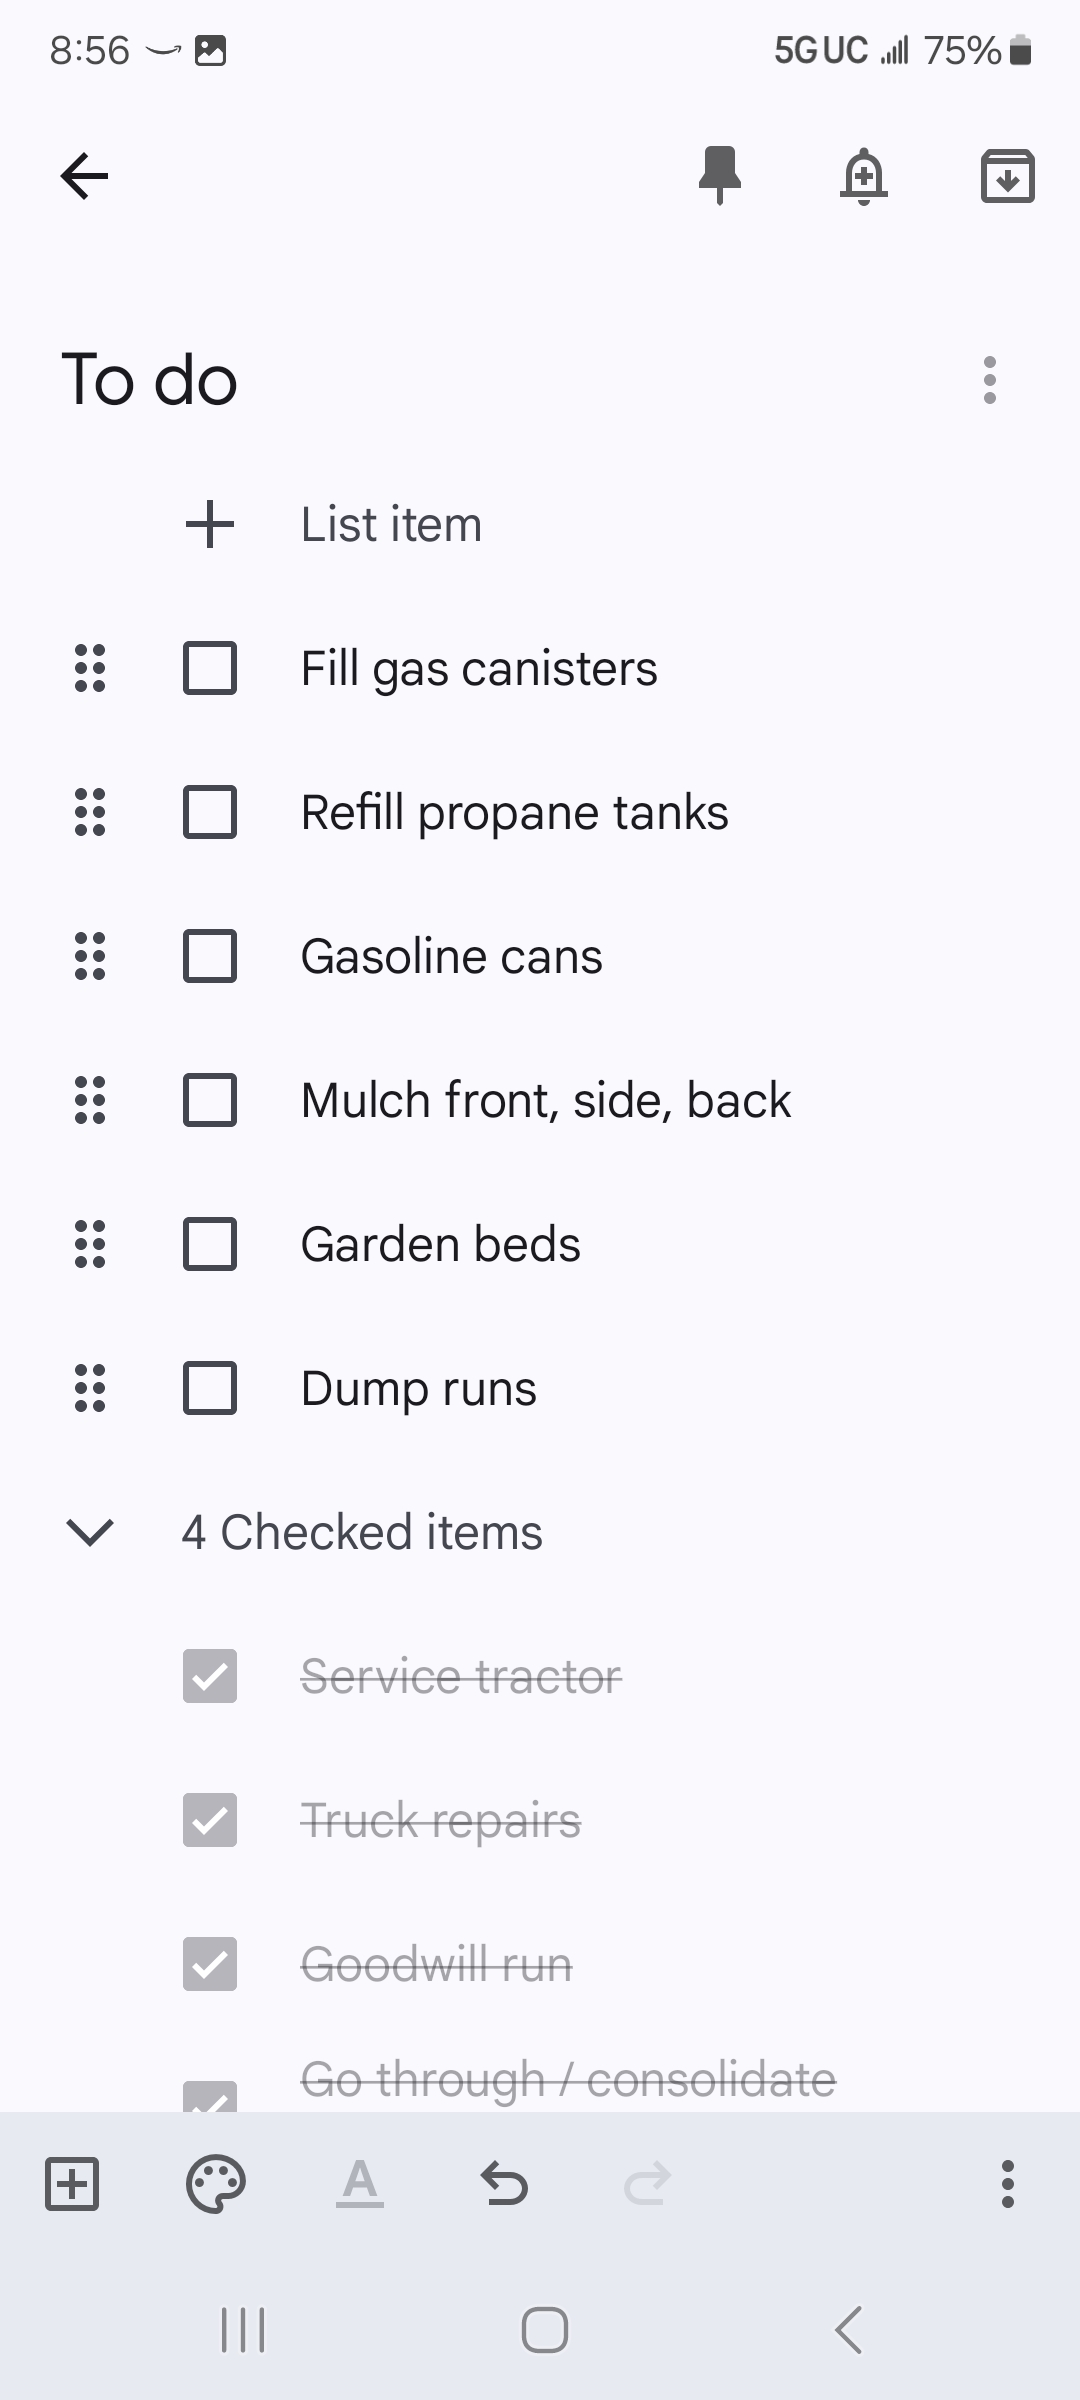 8:56 5G UC 75%
To do
List item
Fill gas canisters
Refill propane tanks
Gasoline cans
Mulch front, side, back
Garden beds
Dump runs
4 Checked items
Service tractor
Truck repairs
Goodwill run
Go through / consolidate
A